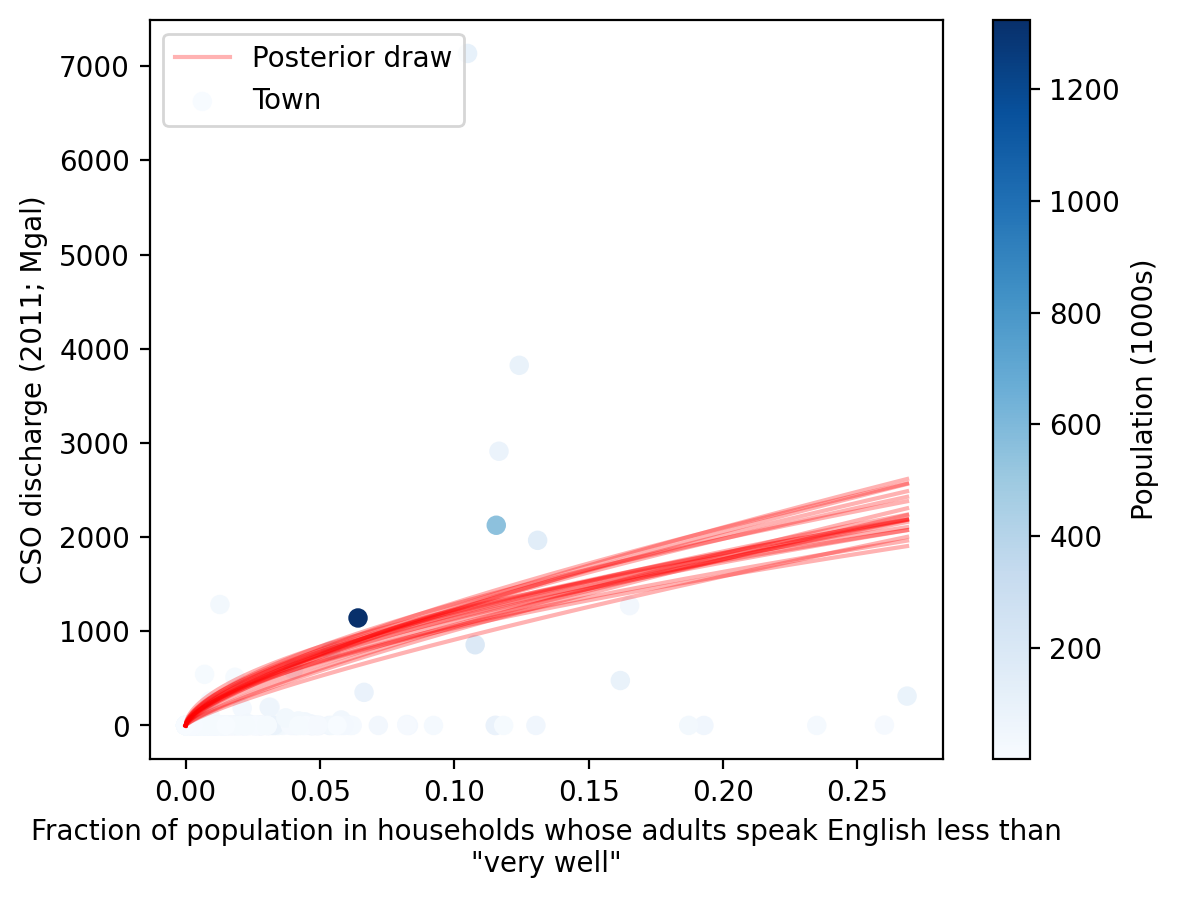 Posterior draw
Town
7000
6000
5000
4000
3000
2000
1000
0
CSO discharge (2011; Mgal)
0.00 0.05 0.10 0.15 0.20 0.25
Fraction of population in households whose adults speak English less than
"very well"
1200
1000
800
600
400
200
Population (1000s)